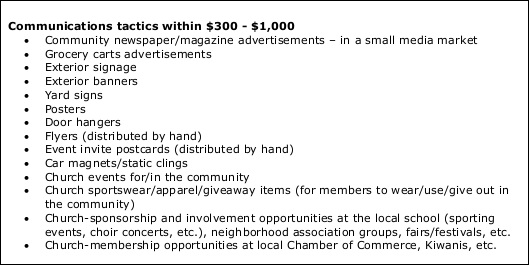 Communications tactics within $300 - $1,000
• Community newspaper/magazine advertisements – in a small media market
• Grocery carts advertisements
• Exterior signage
• Exterior banners
• Yard signs
• Posters
• Door hangers
• Flyers (distributed by hand)
• Event invite postcards (distributed by hand)
• Car magnets/static clings
• Church events for/in the community
• Church sportswear/apparel/giveaway items (for members to wear/use/give out in
the community)
• Church-sponsorship and involvement opportunities at the local school (sporting
events, choir concerts, etc.), neighborhood association groups, fairs/festivals, etc.
• Church-membership opportunities at local Chamber of Commerce, Kiwanis, etc.